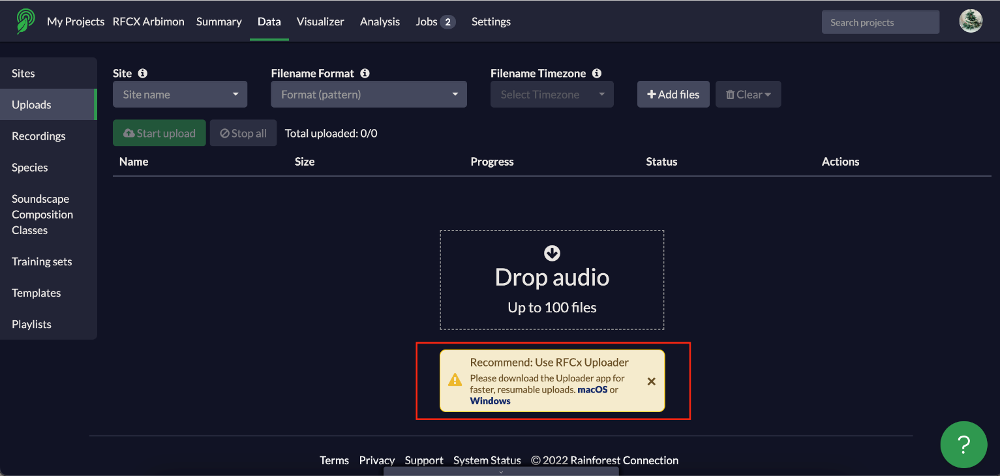 My Projects RFCX Arbimon Summary Data Visualizer Analysis Jobs 2 Settings Search projects
Sites
Uploads
Recordings
Species
Soundscape
Composition
Classes
Training sets
Templates
Playlists
Site Filename Format Filename Timezone
Site name Format (pattern) Select Timezone Add files Clear
Start upload Stop all Total uploaded: 0/0
Name Size Progress Status Actions
Drop audio
Up to 100 files
Recommend: Use RFCx Uploader
Please download the Uploader app for
faster, resumable uploads. macOS or
Windows
?
Terms Privacy Support System Status © 2022 Rainforest Connection